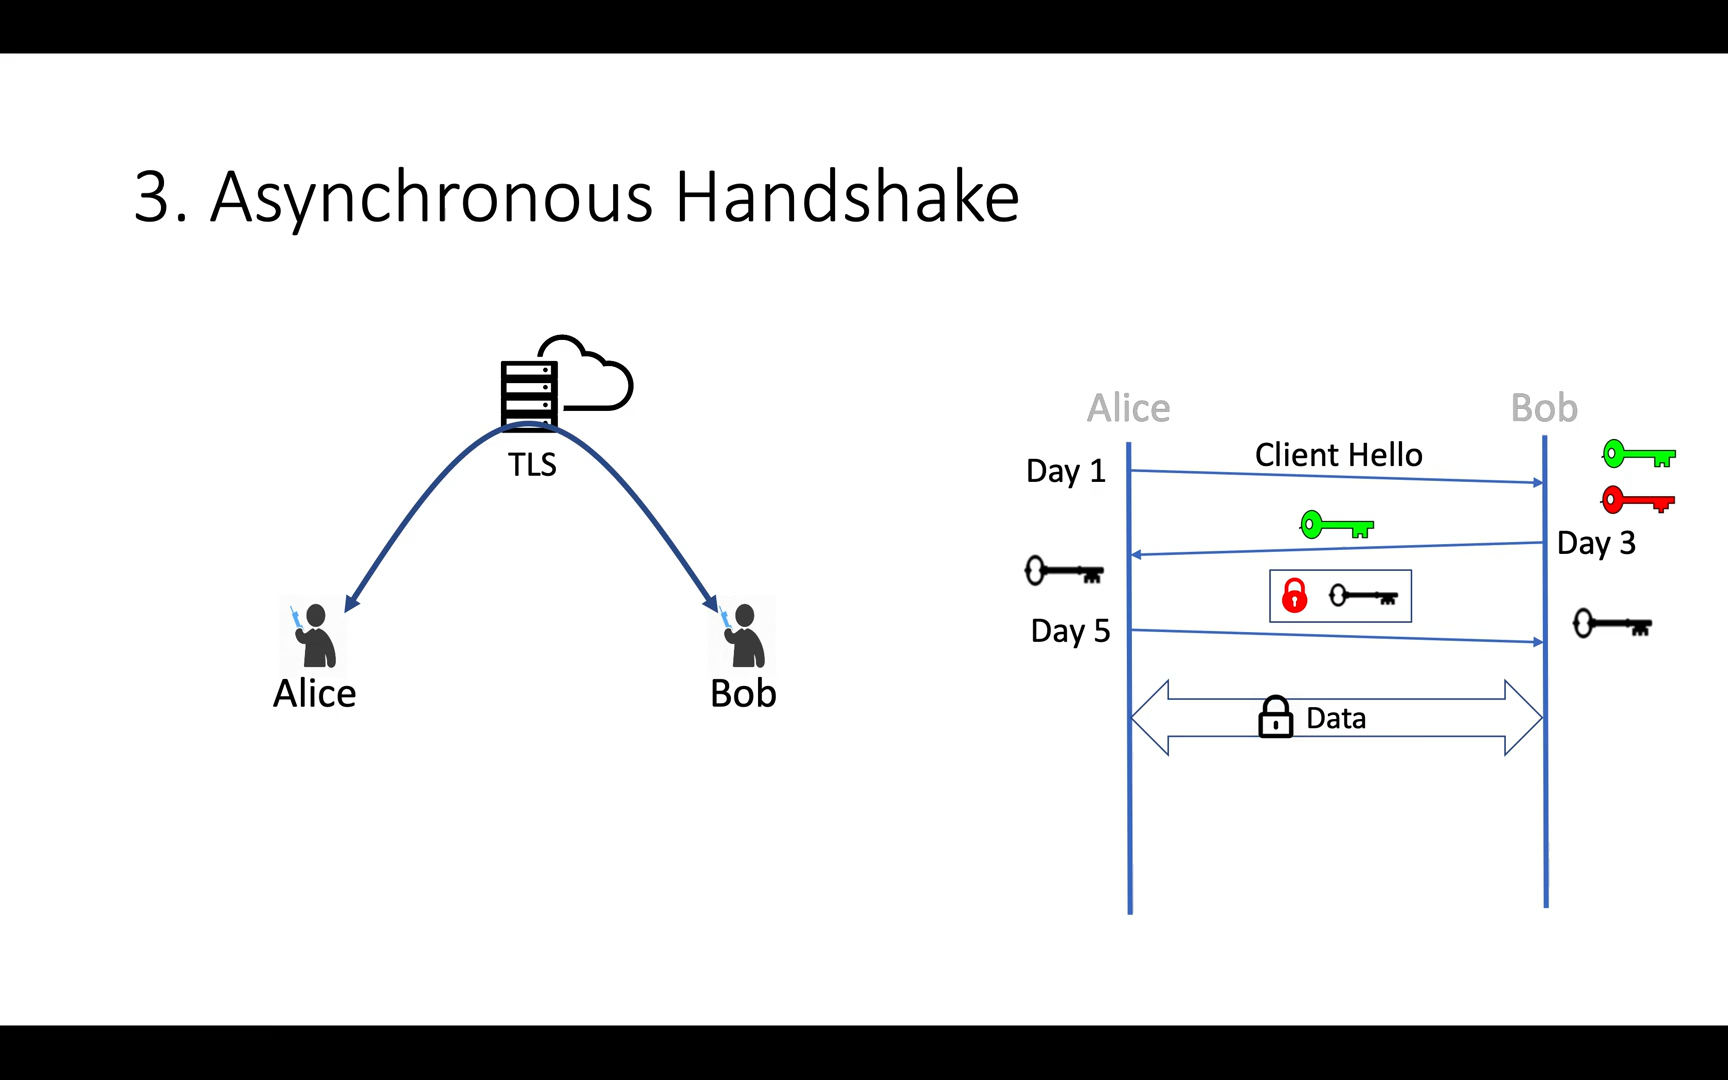 3. Asynchronous Handshake
TLS
Alice
Bob
Alice
Bob
Client Hello
Day 1
Day 3
Day 5
Data